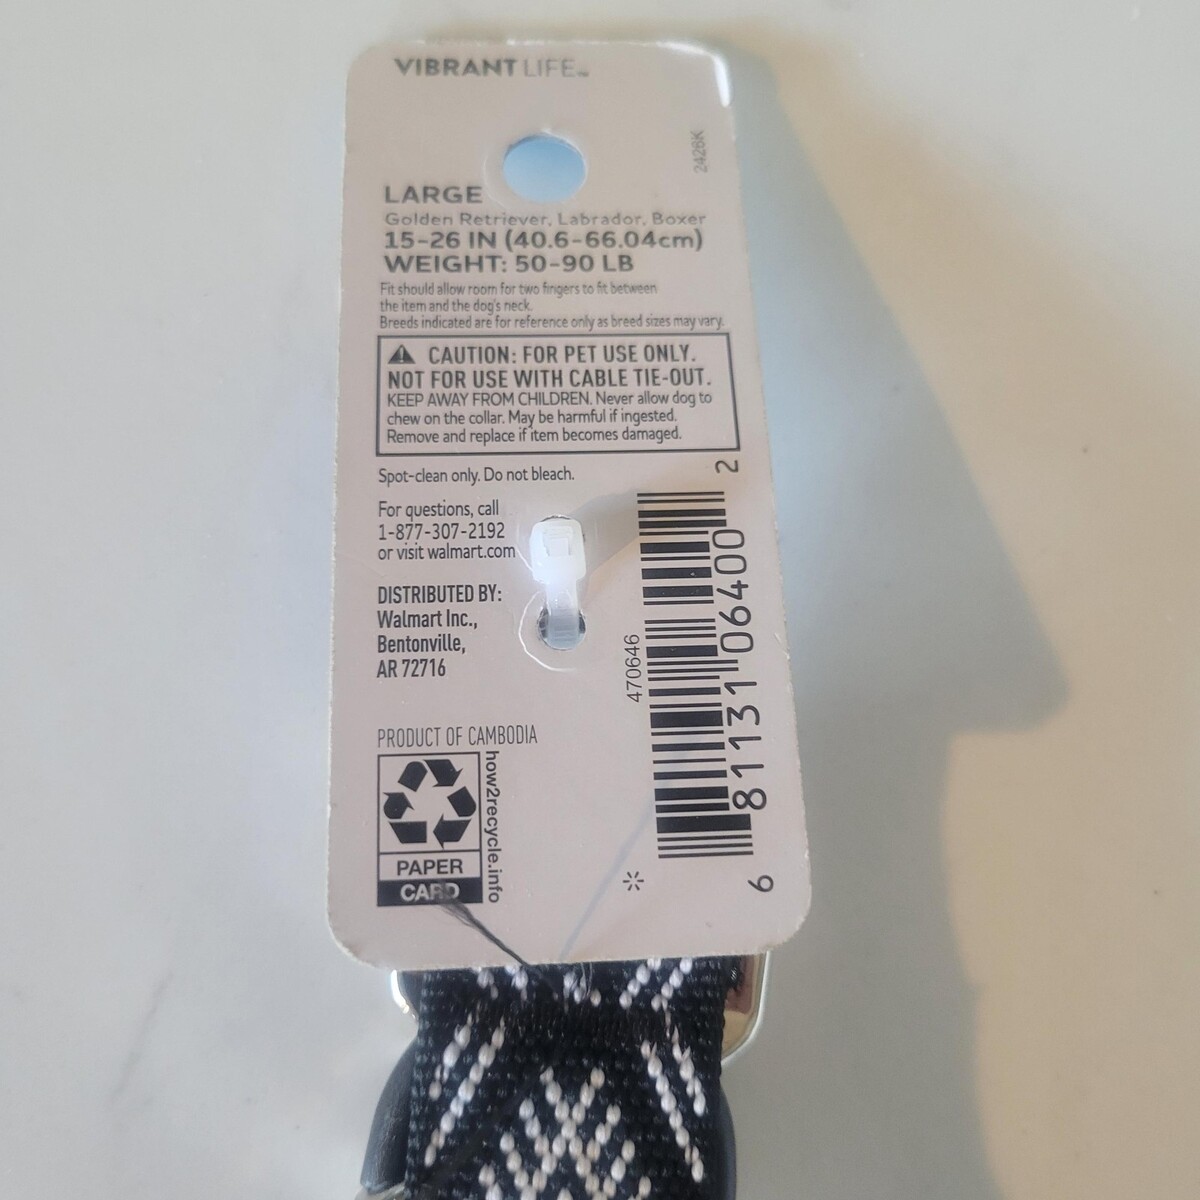 VIBRANT LIFE™
2426K
LARGE
Golden Retriever, Labrador, Boxer
15-26 IN (40.6-66.04cm)
WEIGHT: 50-90 LB
Fit should allow room for two fingers to fit between
the item and the dog's neck.
Breeds indicated are for reference only as breed sizes may vary.
CAUTION: FOR PET USE ONLY.
NOT FOR USE WITH CABLE TIE-OUT.
KEEP AWAY FROM CHILDREN. Never allow dog to
chew on the collar. May be harmful if ingested.
Remove and replace if item becomes damaged.
Spot-clean only. Do not bleach.
For questions, call
1-877-307-2192
or visit walmart.com
DISTRIBUTED BY:
Walmart Inc.,
Bentonville,
AR 72716
PRODUCT OF CAMBODIA
PAPER
CARD
how2recycle.info
470646
6 81131 06400 2